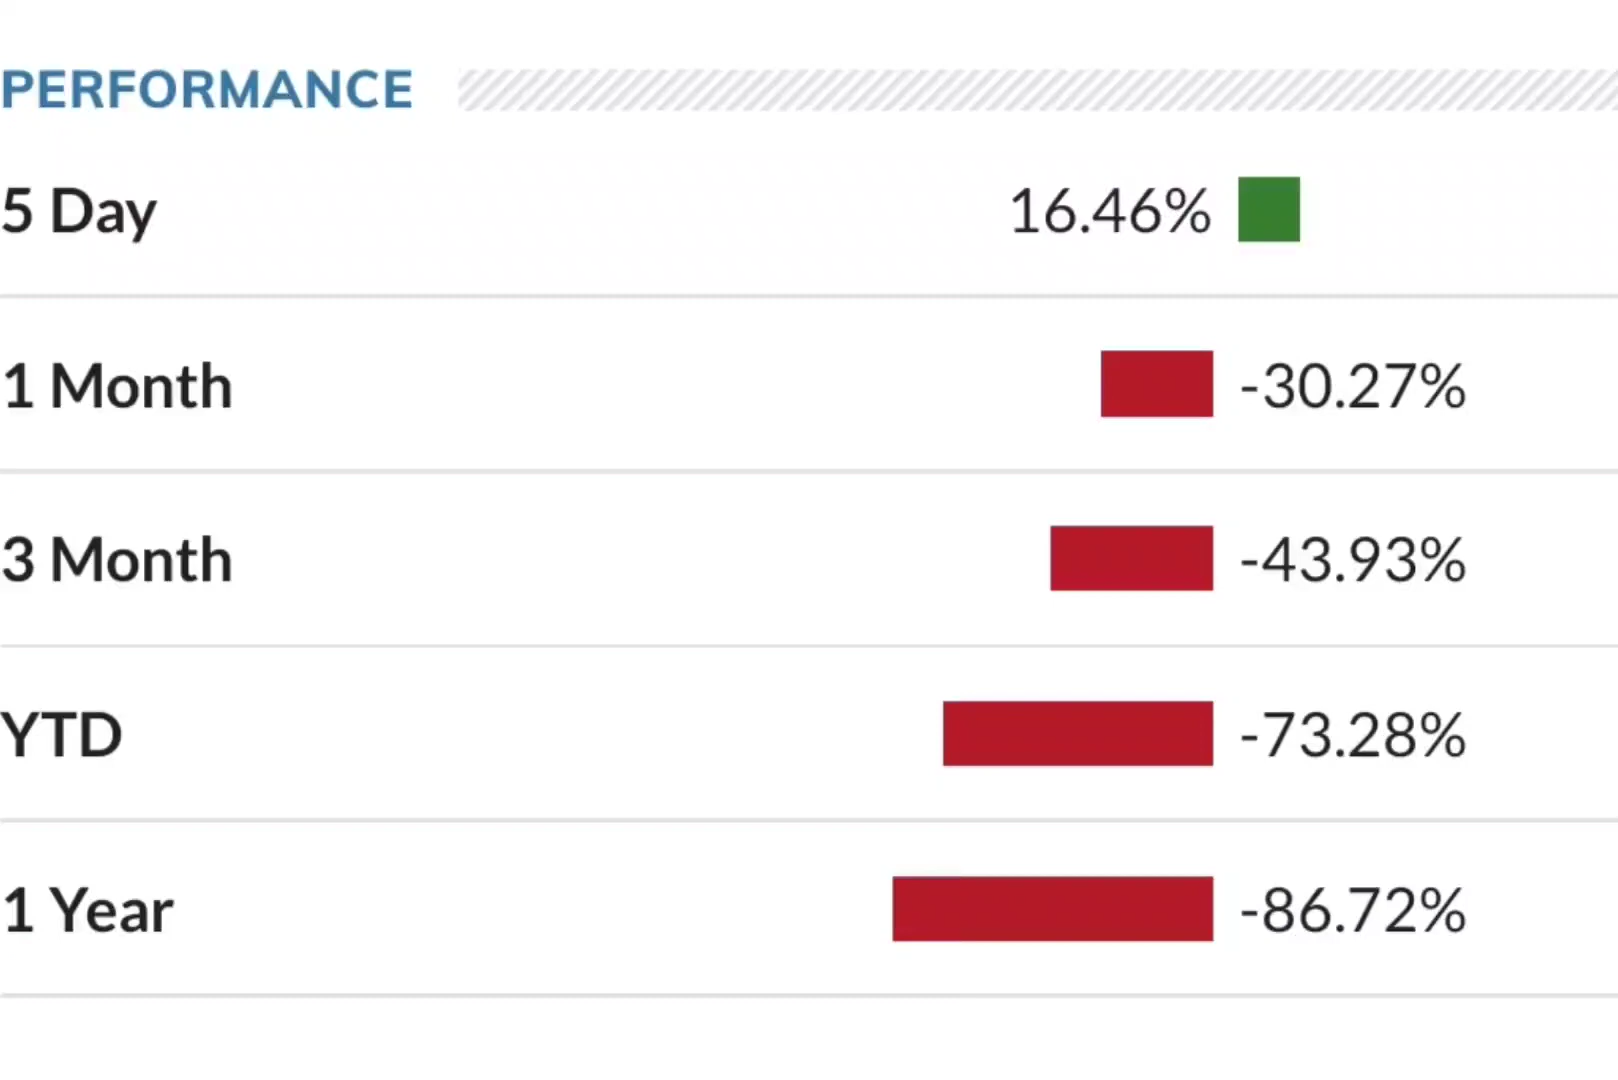 PERFORMANCE
5 Day 16.46%
1 Month -30.27%
3 Month -43.93%
YTD -73.28%
1 Year -86.72%